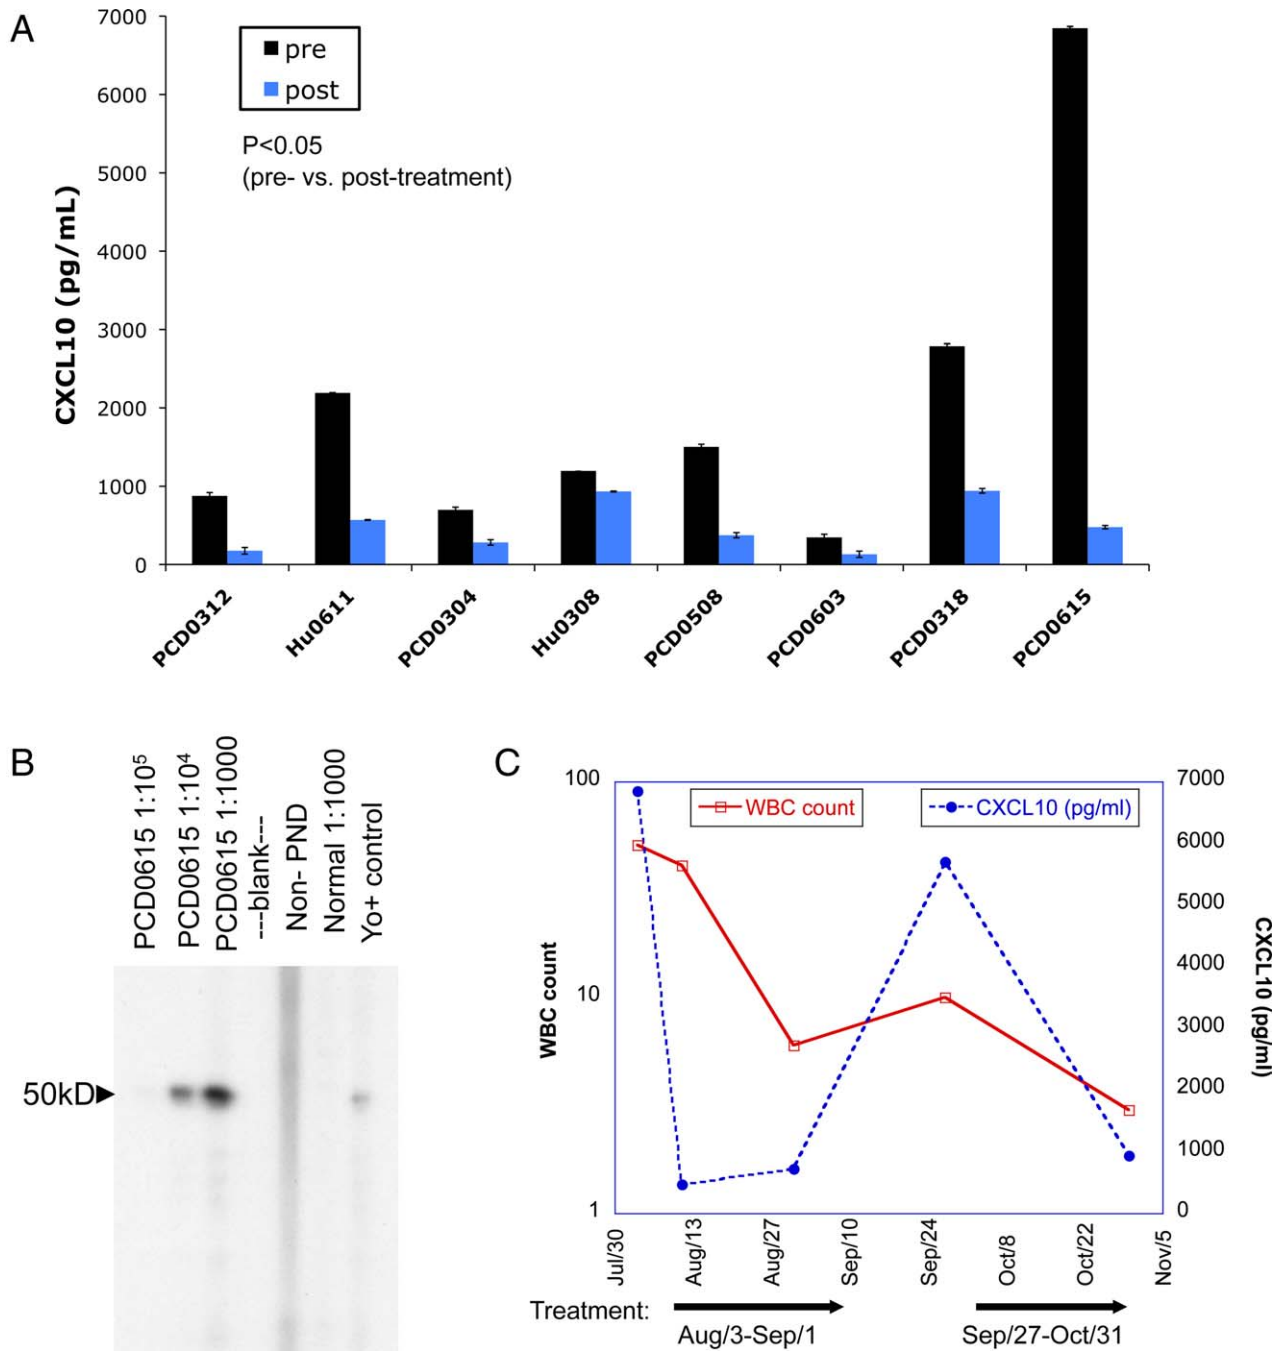 A
7000
6000
5000
4000
3000
2000
1000
0
CXCL10 (pg/mL)
pre
post
P<0.05
(pre- vs. post-treatment)
PCD0312
Hu0611
PCD0304
Hu0308
PCD0508
PCD0603
PCD0318
PCD0615
B
PCD0615 1:10⁵
PCD0615 1:10⁴
PCD0615 1:1000
---blank---
Non- PND
Normal 1:1000
Yo+ control
50kD
C
100
10
1
WBC count
WBC count
CXCL10 (pg/ml)
7000
6000
5000
4000
3000
2000
1000
0
CXCL10 (pg/ml)
Jul/30
Aug/13
Aug/27
Sep/10
Sep/24
Oct/8
Oct/22
Nov/5
Treatment:
Aug/3-Sep/1
Sep/27-Oct/31